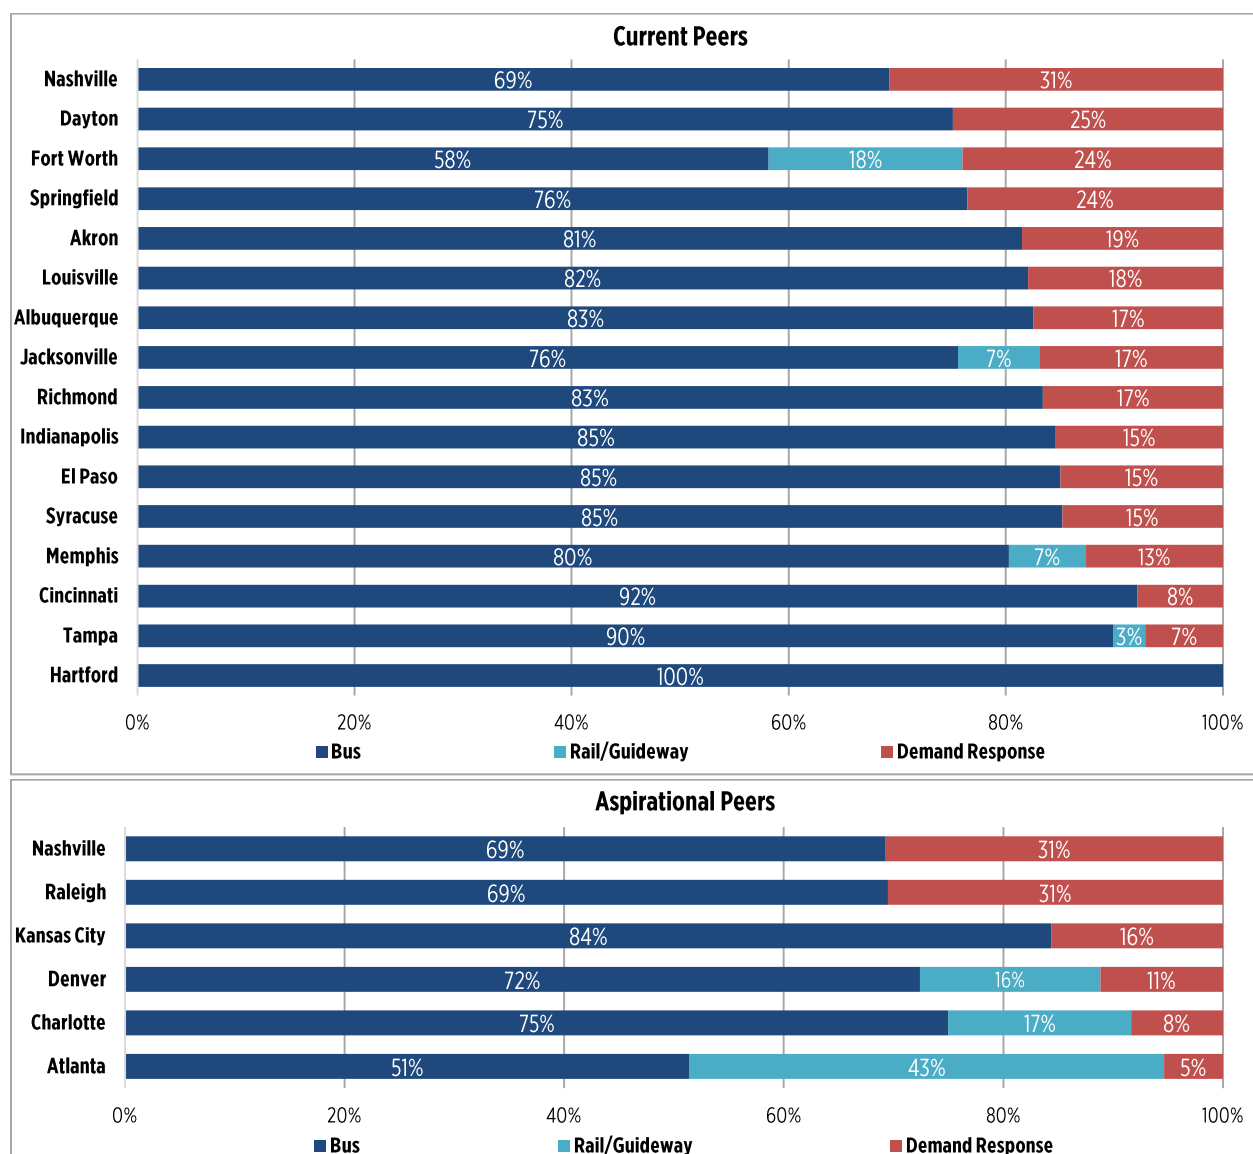 Current Peers
Nashville 69% 31%
Dayton 75% 25%
Fort Worth 58% 18% 24%
Springfield 76% 24%
Akron 81% 19%
Louisville 82% 18%
Albuquerque 83% 17%
Jacksonville 76% 7% 17%
Richmond 83% 17%
Indianapolis 85% 15%
El Paso 85% 15%
Syracuse 85% 15%
Memphis 80% 7% 13%
Cincinnati 92% 8%
Tampa 90% 3% 7%
Hartford 100%
0% 20% 40% 60% 80% 100%
Bus Rail/Guideway Demand Response
Aspirational Peers
Nashville 69% 31%
Raleigh 69% 31%
Kansas City 84% 16%
Denver 72% 16% 11%
Charlotte 75% 17% 8%
Atlanta 51% 43% 5%
0% 20% 40% 60% 80% 100%
Bus Rail/Guideway Demand Response